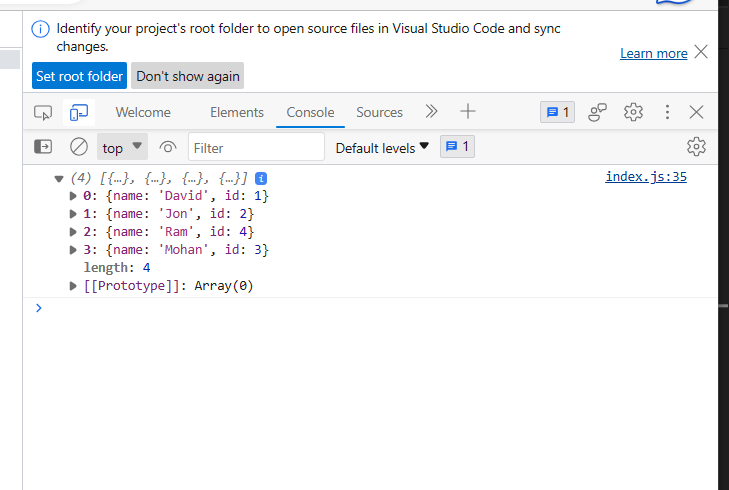 Identify your project's root folder to open source files in Visual Studio Code and sync
changes.
Learn more
Set root folder Don't show again
Welcome Elements Console Sources 1
top Filter Default levels 1
(4) [{…}, {…}, {…}, {…}] i index.js:35
0: {name: 'David', id: 1}
1: {name: 'Jon', id: 2}
2: {name: 'Ram', id: 4}
3: {name: 'Mohan', id: 3}
length: 4
[[Prototype]]: Array(0)